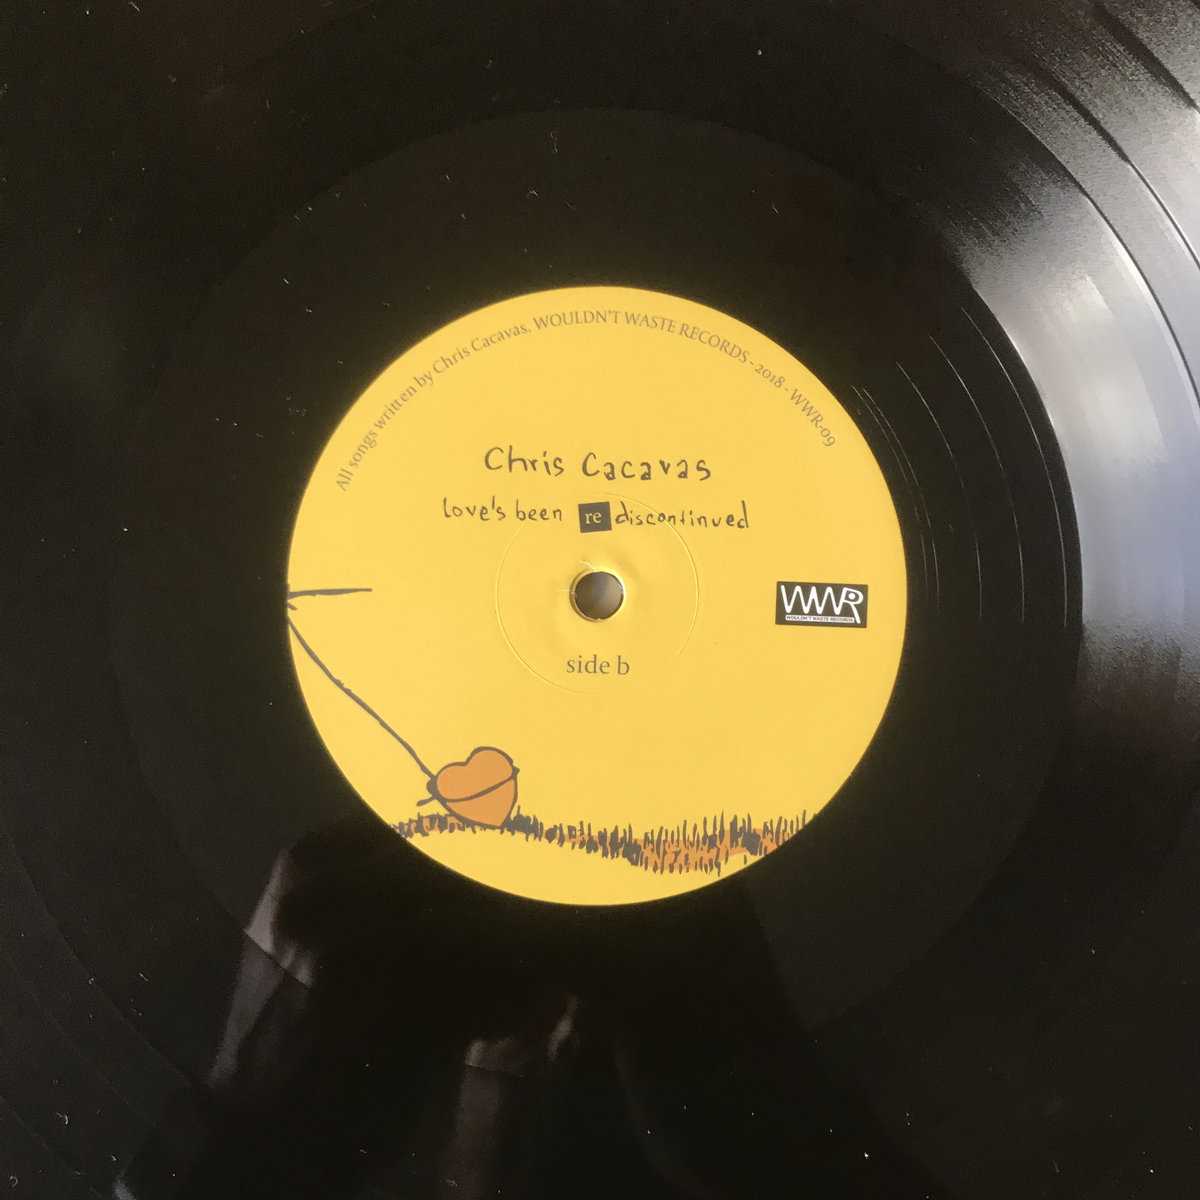 All songs written by Chris Cacavas. WOULDN'T WASTE RECORDS - 2018 - WWR-09
Chris Cacavas
Love's been re discontinued
WWR
WOULDN'T WASTE RECORDS
side b